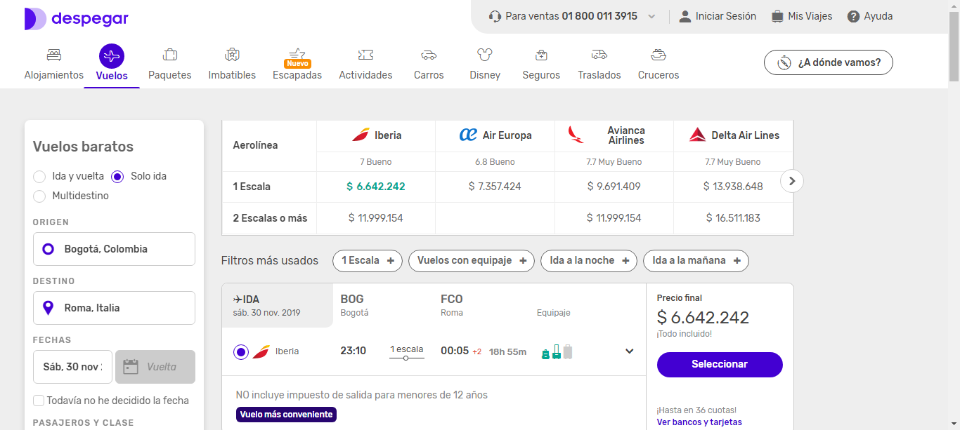 despegar
Para ventas 01 800 011 3915
Iniciar Sesión
Mis Viajes
Ayuda
Alojamientos
Vuelos
Paquetes
Imbatibles
Nuevo
Escapadas
Actividades
Carros
Disney
Seguros
Traslados
Cruceros
¿A dónde vamos?
Vuelos baratos
Ida y vuelta
Solo ida
Multidestino
ORIGEN
Bogotá, Colombia
DESTINO
Roma, Italia
FECHAS
Sáb, 30 nov 2
Vuelta
Todavía no he decidido la fecha
PASAJEROS Y CLASE
Aerolínea
Iberia
Air Europa
Avianca Airlines
Delta Air Lines
7 Bueno
6.8 Bueno
7.7 Muy Bueno
7.7 Muy Bueno
1 Escala
$ 6.642.242
$ 7.357.424
$ 9.691.409
$ 13.938.648
2 Escalas o más
$ 11.999.154
$ 11.999.154
$ 16.511.183
Filtros más usados
1 Escala +
Vuelos con equipaje +
Ida a la noche +
Ida a la mañana +
IDA
BOG
FCO
sáb. 30 nov. 2019
Bogotá
Roma
Equipaje
Iberia
23:10
1 escala
00:05 +2
18h 55m
NO incluye impuesto de salida para menores de 12 años
Vuelo más conveniente
Precio final
$ 6.642.242
¡Todo incluido!
Seleccionar
¡Hasta en 36 cuotas!
Ver bancos y tarjetas